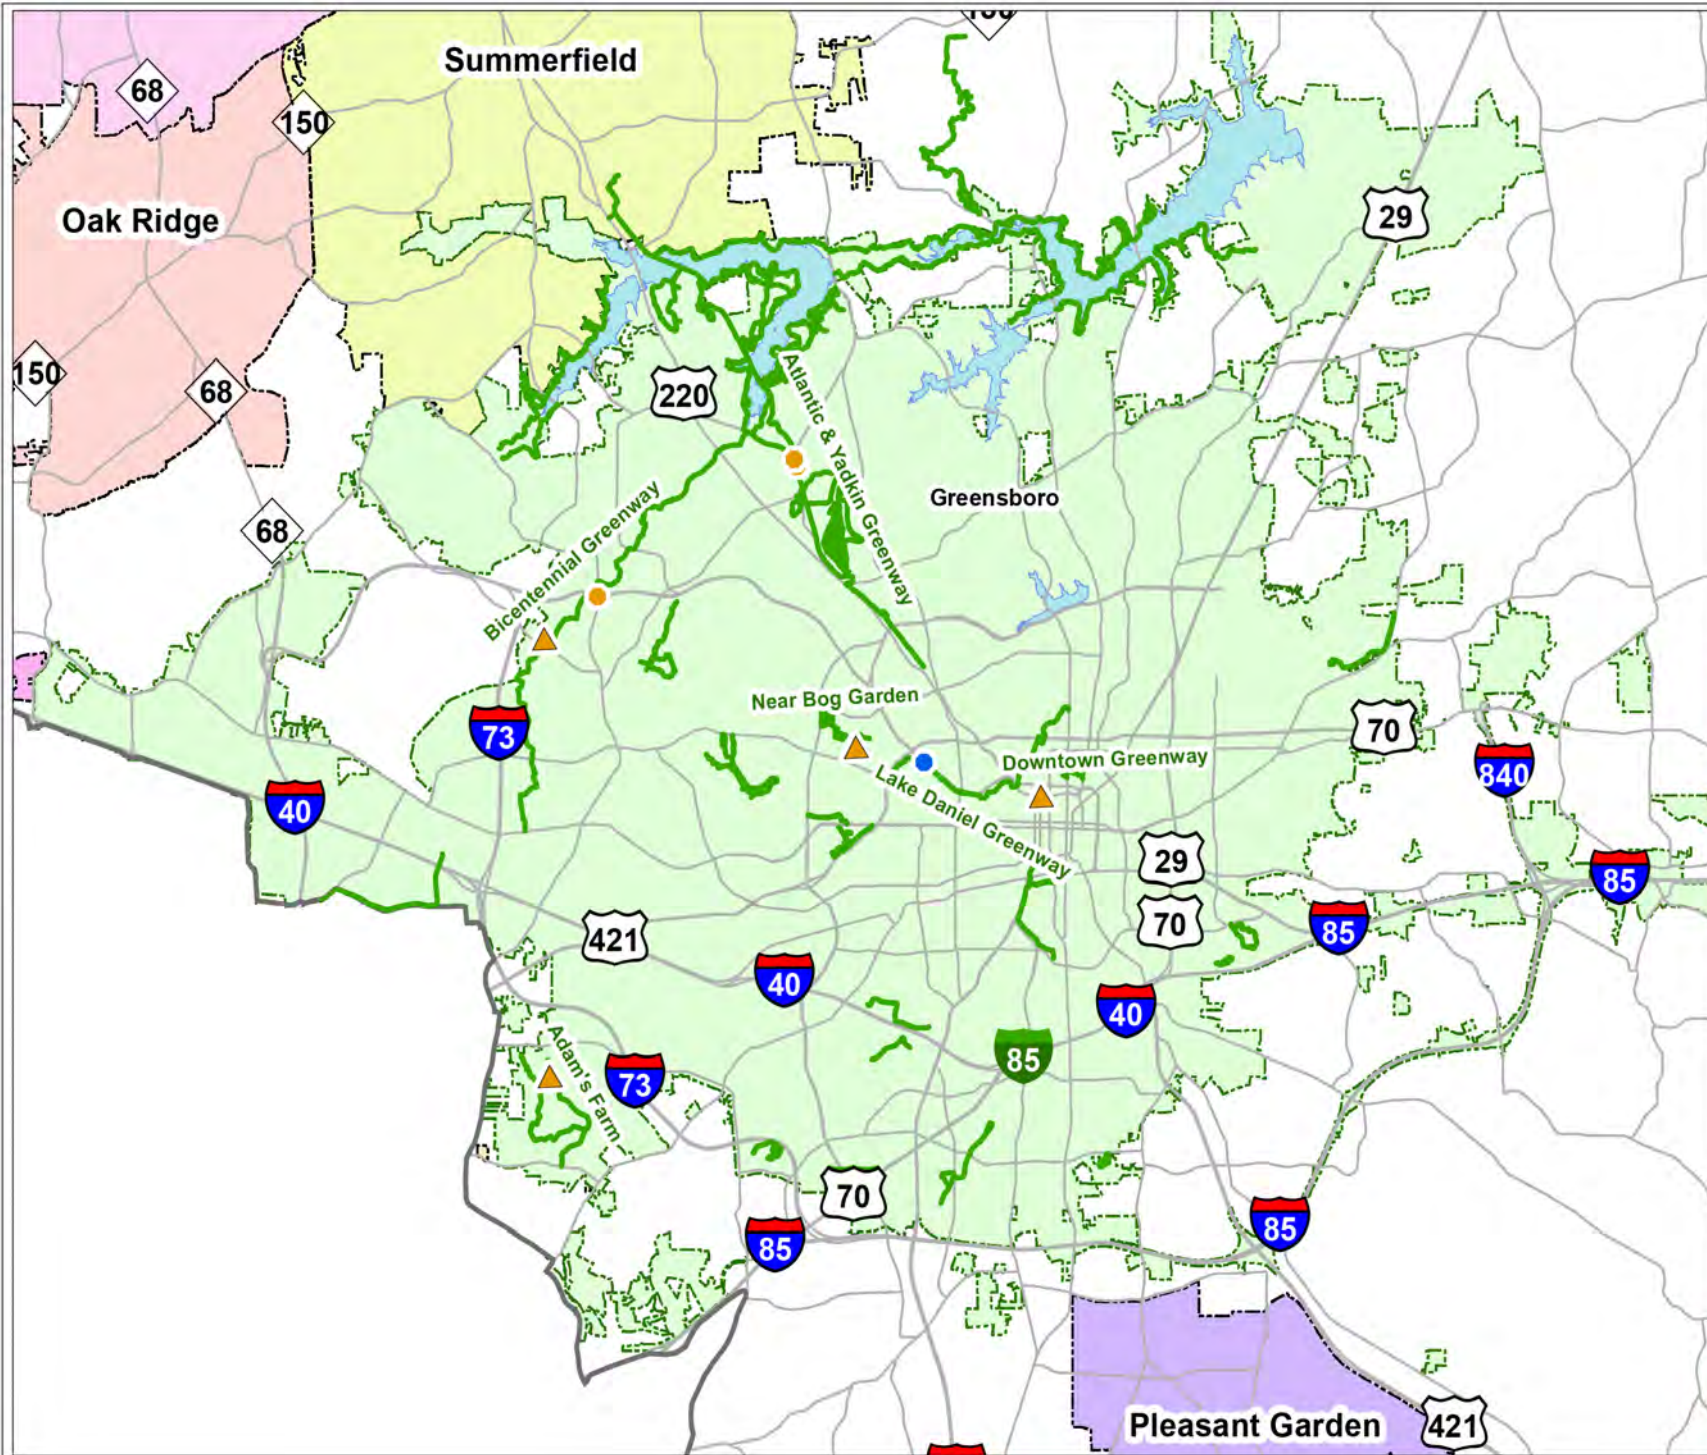 150
Summerfield
68
150
Oak Ridge
29
150
68
220
Atlantic & Yadkin Greenway
Greensboro
68
Bicentennial Greenway
Near Bog Garden
73
70
840
40
Downtown Greenway
Lake Daniel Greenway
29
85
421
70
85
40
40
85
Adam's Farm
73
70
85
85
Pleasant Garden
421